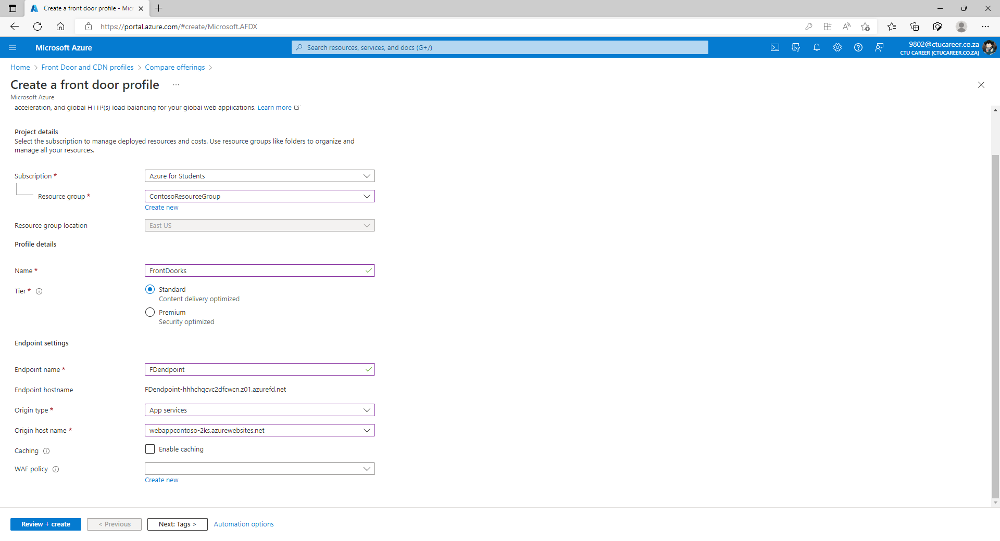 Create a front door profile - Mic
https://portal.azure.com/#create/Microsoft.AFDX
Microsoft Azure
Search resources, services, and docs (G+/)
9802@ctucareer.co.za
CTU CAREER (CTUCAREER.CO.ZA)
Home > Front Door and CDN profiles > Compare offerings >
Create a front door profile ...
Microsoft Azure
acceleration, and global HTTP(s) load balancing for your global web applications. Learn more
Project details
Select the subscription to manage deployed resources and costs. Use resource groups like folders to organize and
manage all your resources.
Subscription * Azure for Students
Resource group * ContosoResourceGroup
Create new
Resource group location East US
Profile details
Name * FrontDoorks
Tier * Standard
Content delivery optimized
Premium
Security optimized
Endpoint settings
Endpoint name * FDendpoint
Endpoint hostname FDendpoint-hhhchqcvc2dfcwcn.z01.azurefd.net
Origin type * App services
Origin host name * webappcontoso-2ks.azurewebsites.net
Caching Enable caching
WAF policy
Create new
Review + create < Previous Next: Tags > Automation options